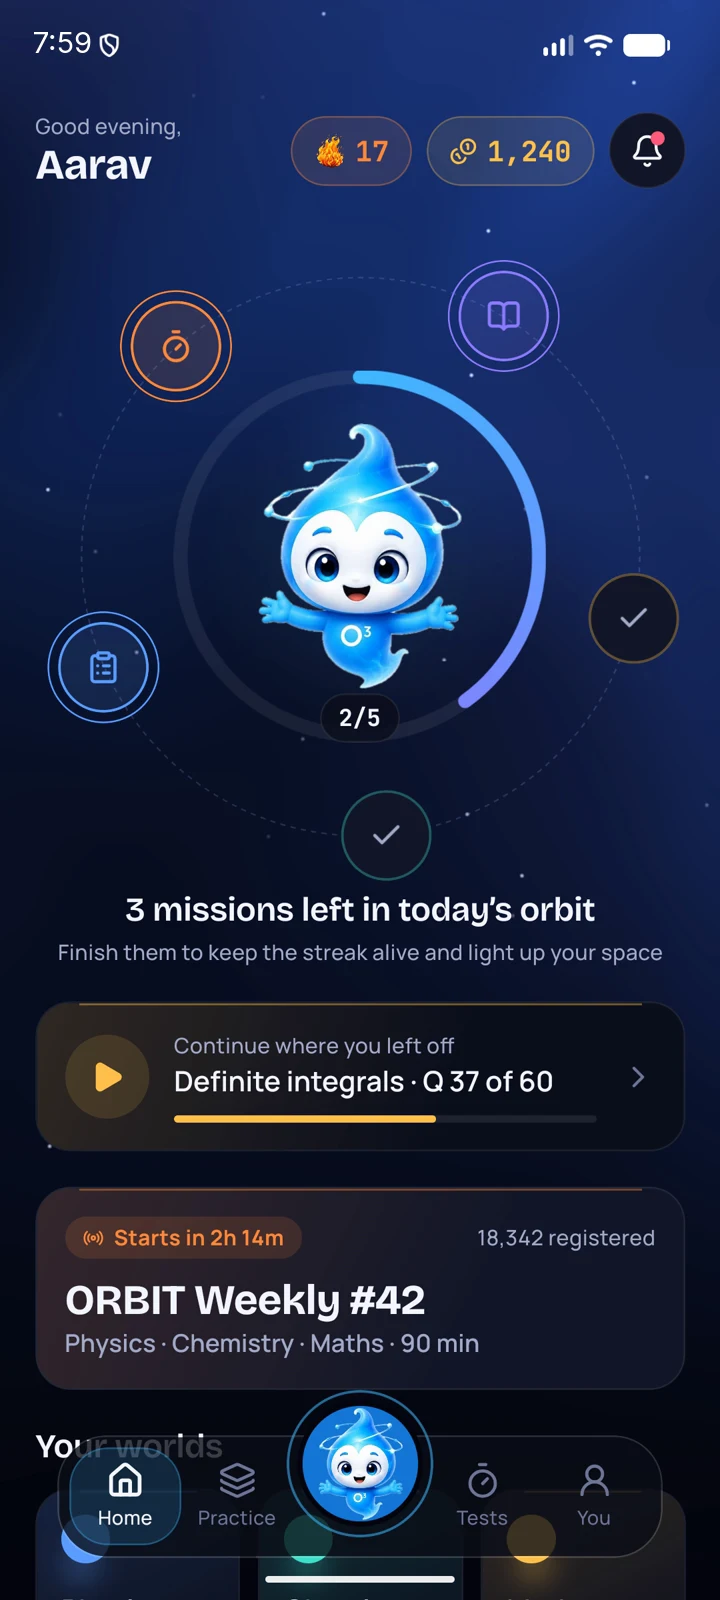 7:59
Good evening,
Aarav
17
1,240
O3
2/5
3 missions left in today's orbit
Finish them to keep the streak alive and light up your space
Continue where you left off
Definite integrals · Q 37 of 60
Starts in 2h 14m
18,342 registered
ORBIT Weekly #42
Physics · Chemistry · Maths · 90 min
Your worlds
Home
Practice
O3
Tests
You